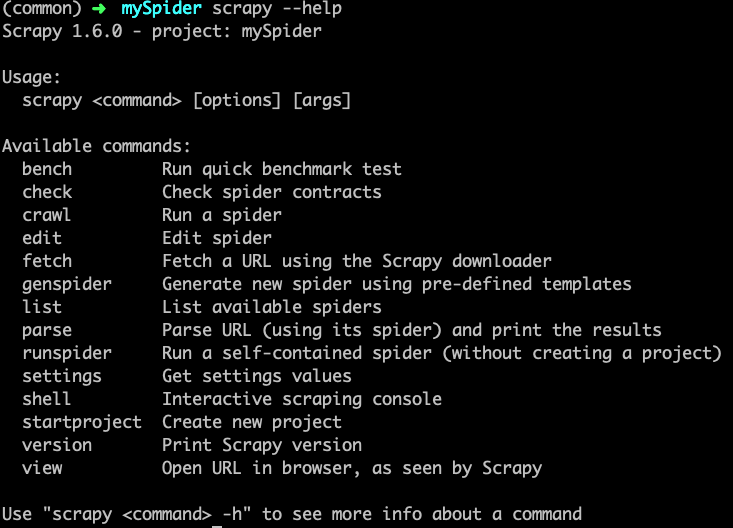 (common) ➜ mySpider scrapy --help
Scrapy 1.6.0 - project: mySpider
Usage:
scrapy <command> [options] [args]
Available commands:
bench Run quick benchmark test
check Check spider contracts
crawl Run a spider
edit Edit spider
fetch Fetch a URL using the Scrapy downloader
genspider Generate new spider using pre-defined templates
list List available spiders
parse Parse URL (using its spider) and print the results
runspider Run a self-contained spider (without creating a project)
settings Get settings values
shell Interactive scraping console
startproject Create new project
version Print Scrapy version
view Open URL in browser, as seen by Scrapy
Use "scrapy <command> -h" to see more info about a command